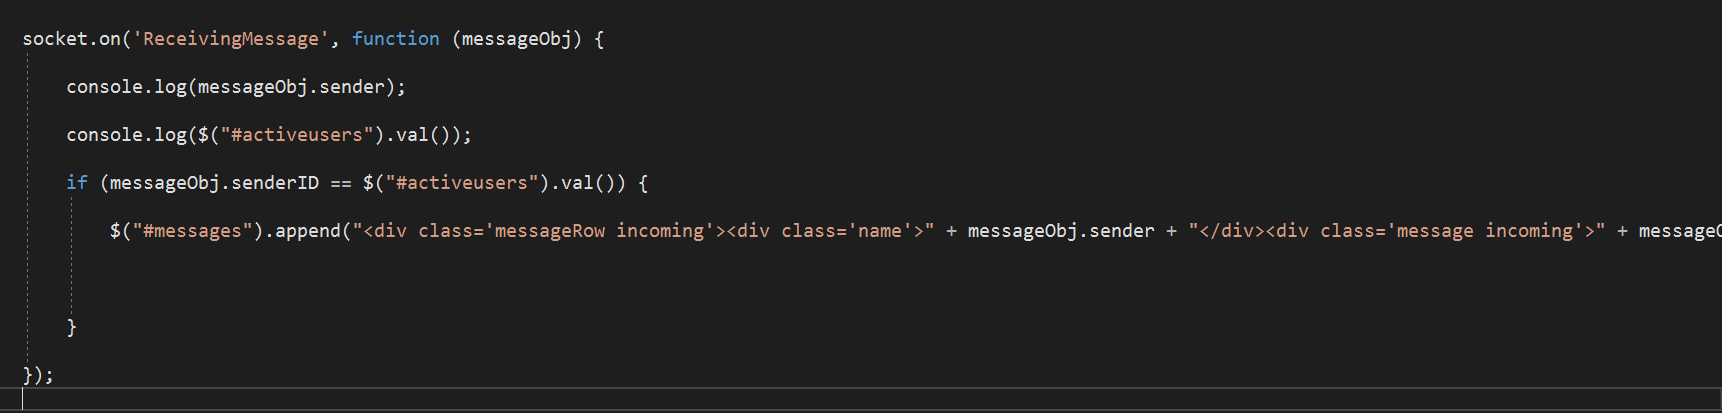 socket.on('ReceivingMessage', function (messageObj) {
console.log(messageObj.sender);
console.log($("#activeusers").val());
if (messageObj.senderID == $("#activeusers").val()) {
$("#messages").append("<div class='messageRow incoming'><div class='name'>" + messageObj.sender + "</div><div class='message incoming'>" + message
}
});